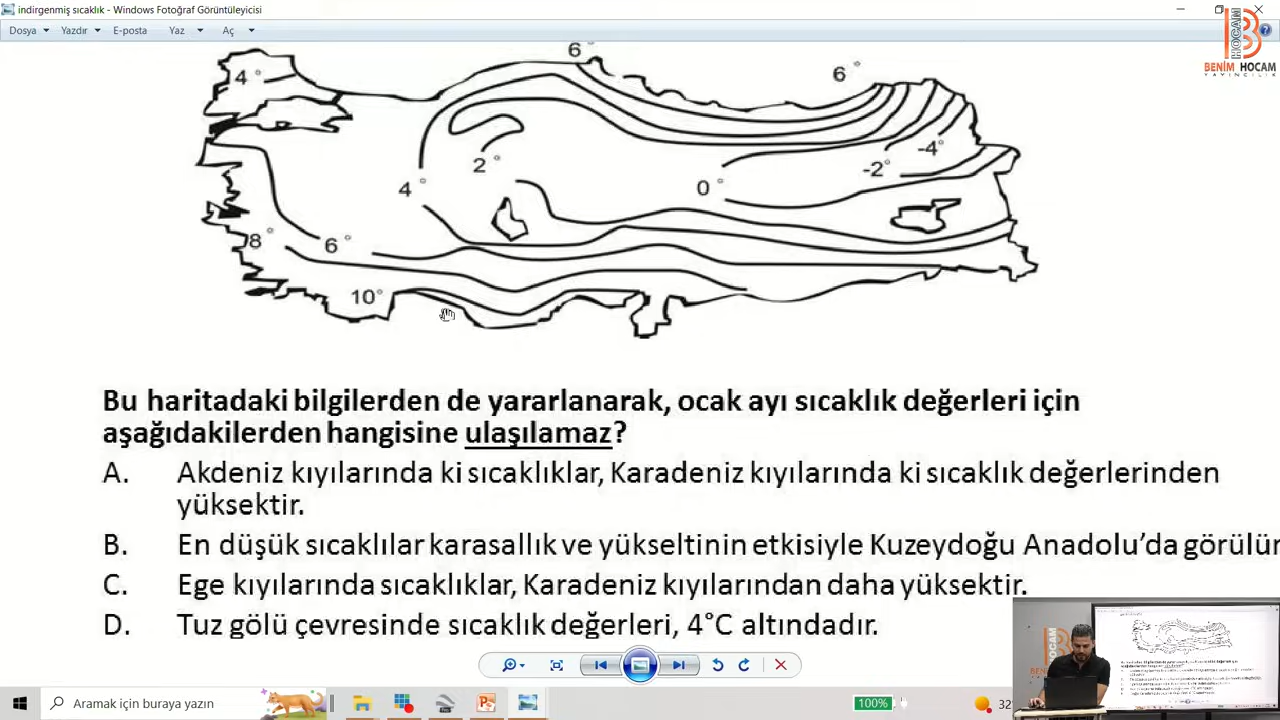 indirgenmiş sıcaklık - Windows Fotoğraf Görüntüleyicisi
Dosya Yazdır E-posta Yaz Aç
BENİM HOCAM
YAYINCILIK
6°
6°
4°
2°
-4°
-2°
4°
0°
8°
6°
10°
Bu haritadaki bilgilerden de yararlanarak, ocak ayı sıcaklık değerleri için
aşağıdakilerden hangisine ulaşılamaz?
A. Akdeniz kıyılarında ki sıcaklıklar, Karadeniz kıyılarında ki sıcaklık değerlerinden
yüksektir.
B. En düşük sıcaklılar karasallık ve yükseltinin etkisiyle Kuzeydoğu Anadolu’da görülür
C. Ege kıyılarında sıcaklıklar, Karadeniz kıyılarından daha yüksektir.
D. Tuz gölü çevresinde sıcaklık değerleri, 4°C altındadır.
Aramak için buraya yazın
100%